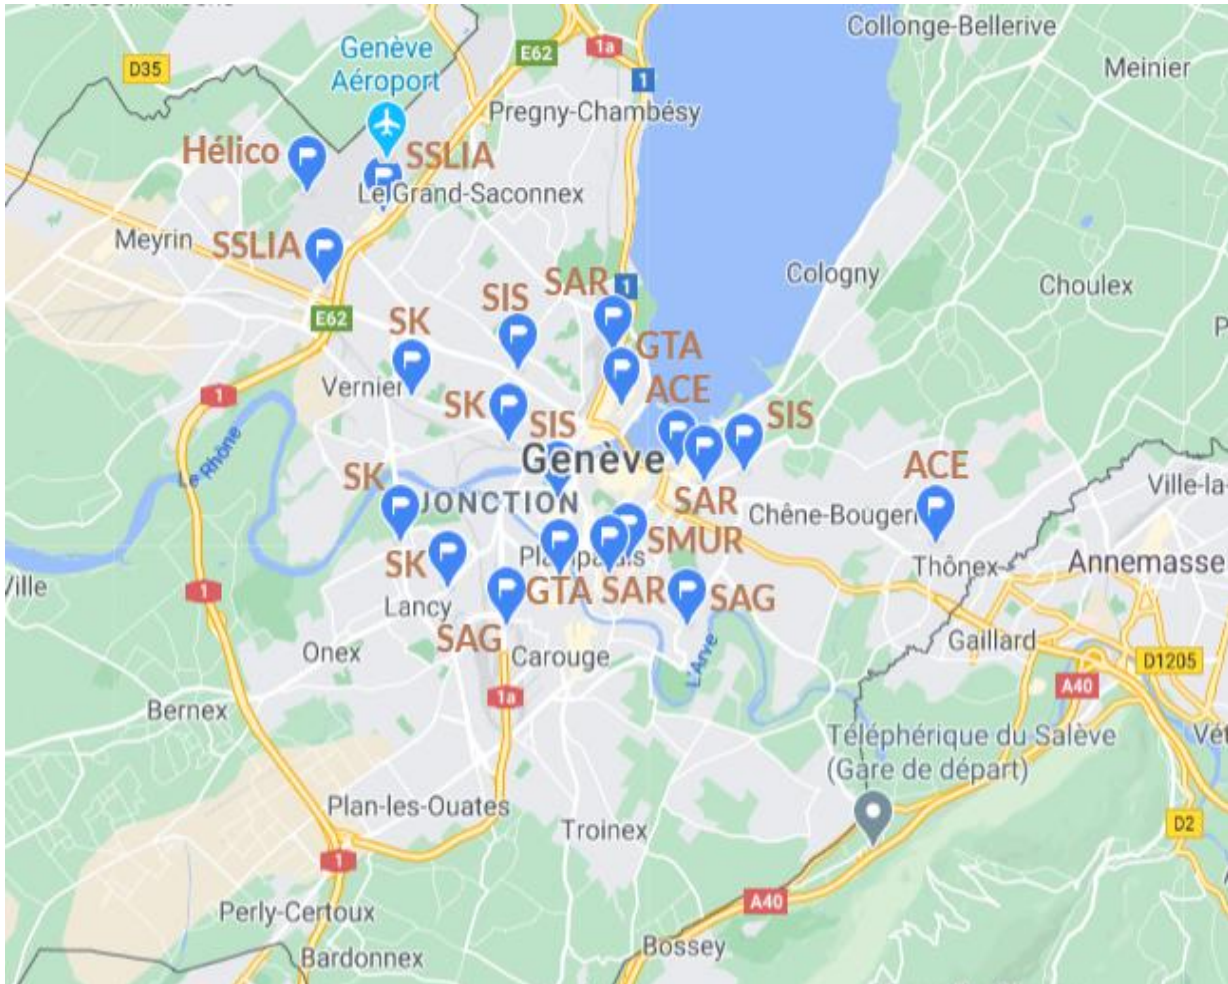 Collonge-Bellerive
E62
1a
Genève
Aéroport
D35
Meinier
1
Pregny-Chambésy
Hélico
SSLIA
Le Grand-Saconnex
Meyrin
SSLIA
Cologny
Choulex
SAR
1
SIS
E62
SK
GTA
Vernier
ACE
1
SK
SIS
SIS
Le Rhône
Genève
ACE
SK
JONCTION
SAR
Chêne-Bougeri
Ville-la-
SMUR
Annemasse
SK
Thônex
Ville
1
Lancy
GTA
SAR
SAG
SAG
Onex
Carouge
L'Arve
Gaillard
D1205
1a
A40
Bernex
Téléphérique du Salève
(Gare de départ)
Vét
Plan-les-Ouates
Troinex
D2
1
A40
Perly-Certoux
Bossey
Bardonnex